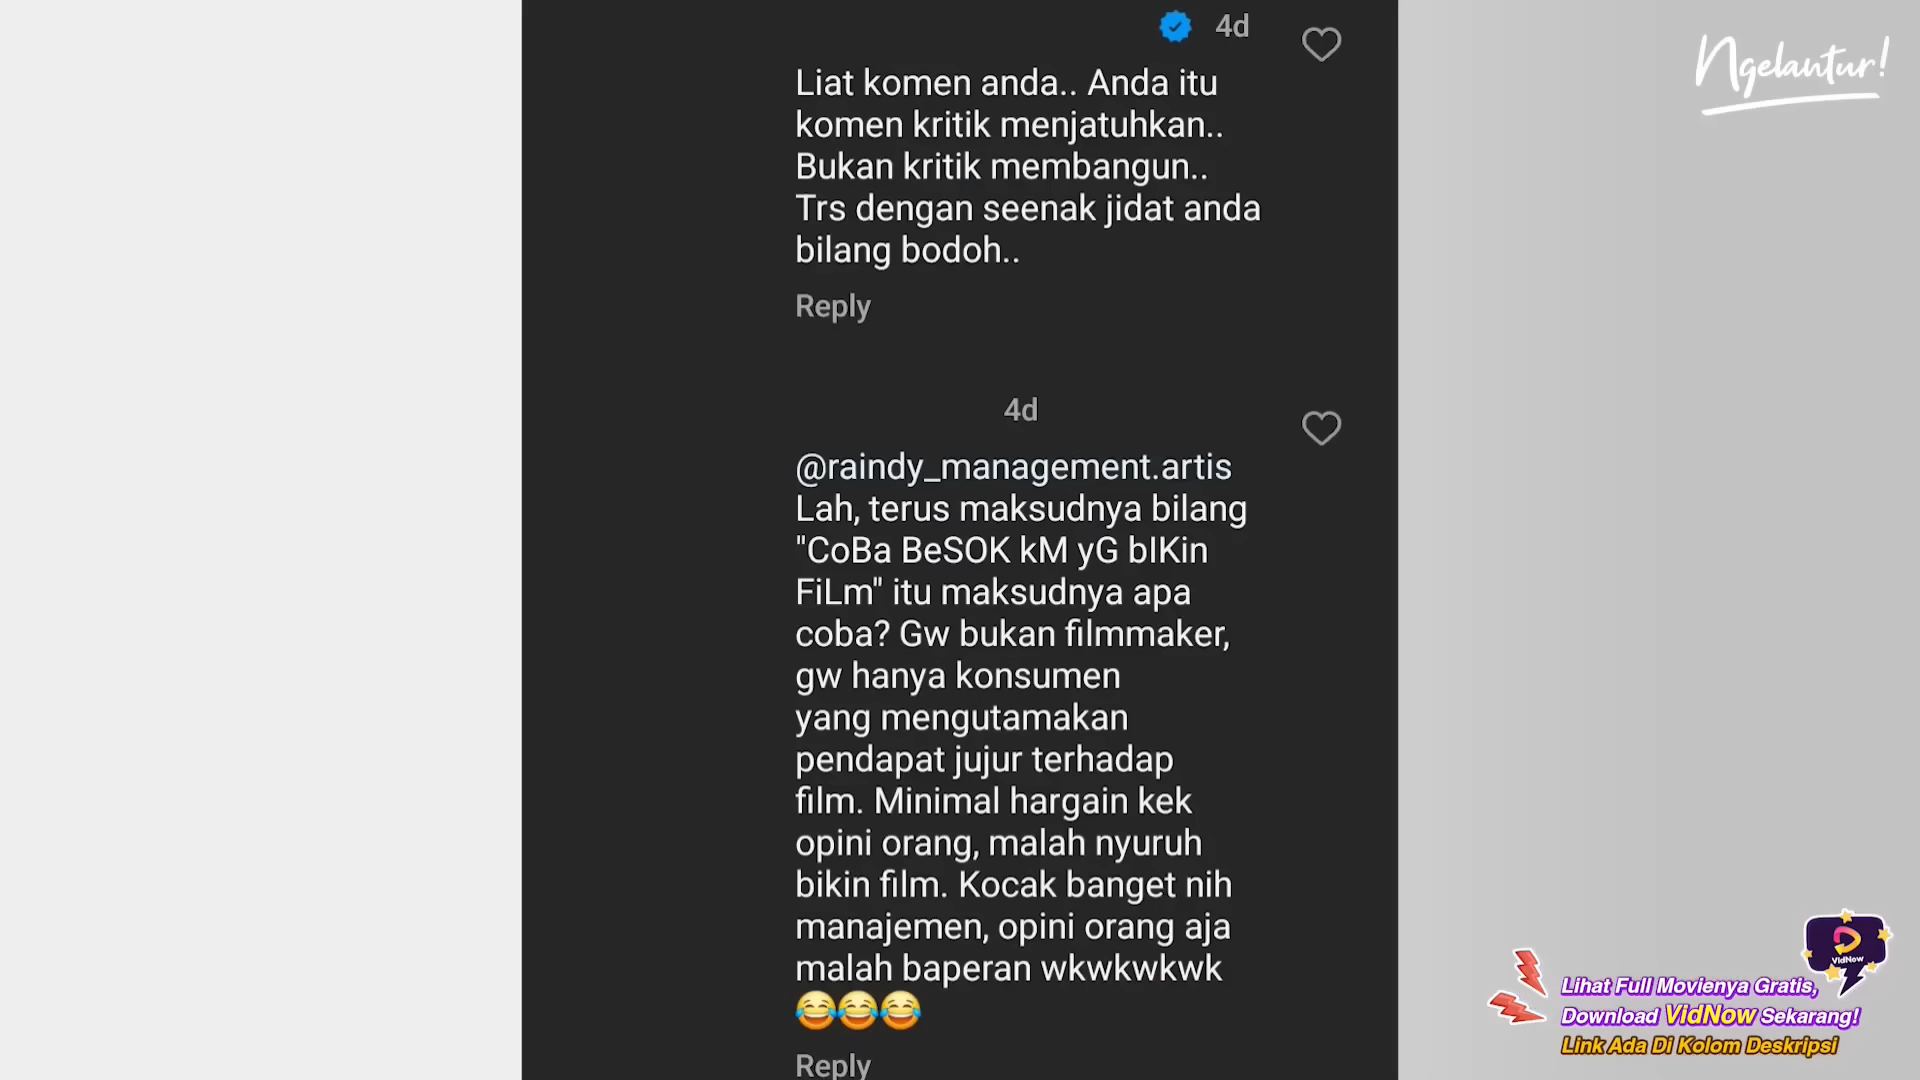 4d
Liat komen anda.. Anda itu
komen kritik menjatuhkan..
Bukan kritik membangun..
Trs dengan seenak jidat anda
bilang bodoh..
Reply
4d
@raindy_management.artis
Lah, terus maksudnya bilang
"CoBa BeSOK kM yG bIKin
FiLm" itu maksudnya apa
coba? Gw bukan filmmaker,
gw hanya konsumen
yang mengutamakan
pendapat jujur terhadap
film. Minimal hargain kek
opini orang, malah nyuruh
bikin film. Kocak banget nih
manajemen, opini orang aja
malah baperan wkwkwkwk
😂😂😂
Reply
Ngelantur!
VidNow
Lihat Full Movienya Gratis,
Download VidNow Sekarang!
Link Ada Di Kolom Deskripsi